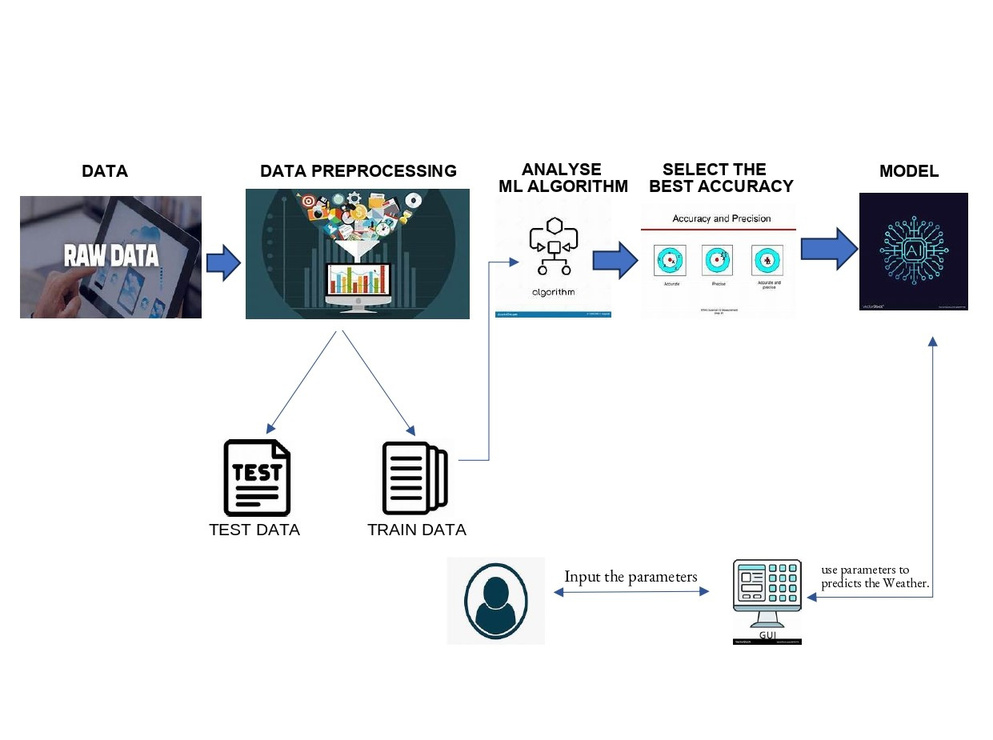 DATA
DATA PREPROCESSING
ANALYSE
ML ALGORITHM
SELECT THE
BEST ACCURACY
MODEL
RAW DATA
Accuracy and Precision
Accurate
Precise
Accurate and
precise
algorithm
AI
TEST
TEST DATA
TRAIN DATA
Input the parameters
use parameters to
predicts the Weather.
GUI